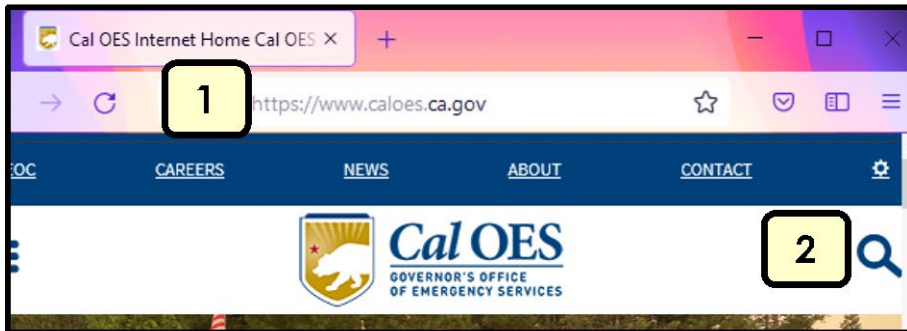 Cal OES Internet Home Cal OES
1
https://www.caloes.ca.gov
EOC CAREERS NEWS ABOUT CONTACT
Cal OES
GOVERNOR'S OFFICE
OF EMERGENCY SERVICES
2